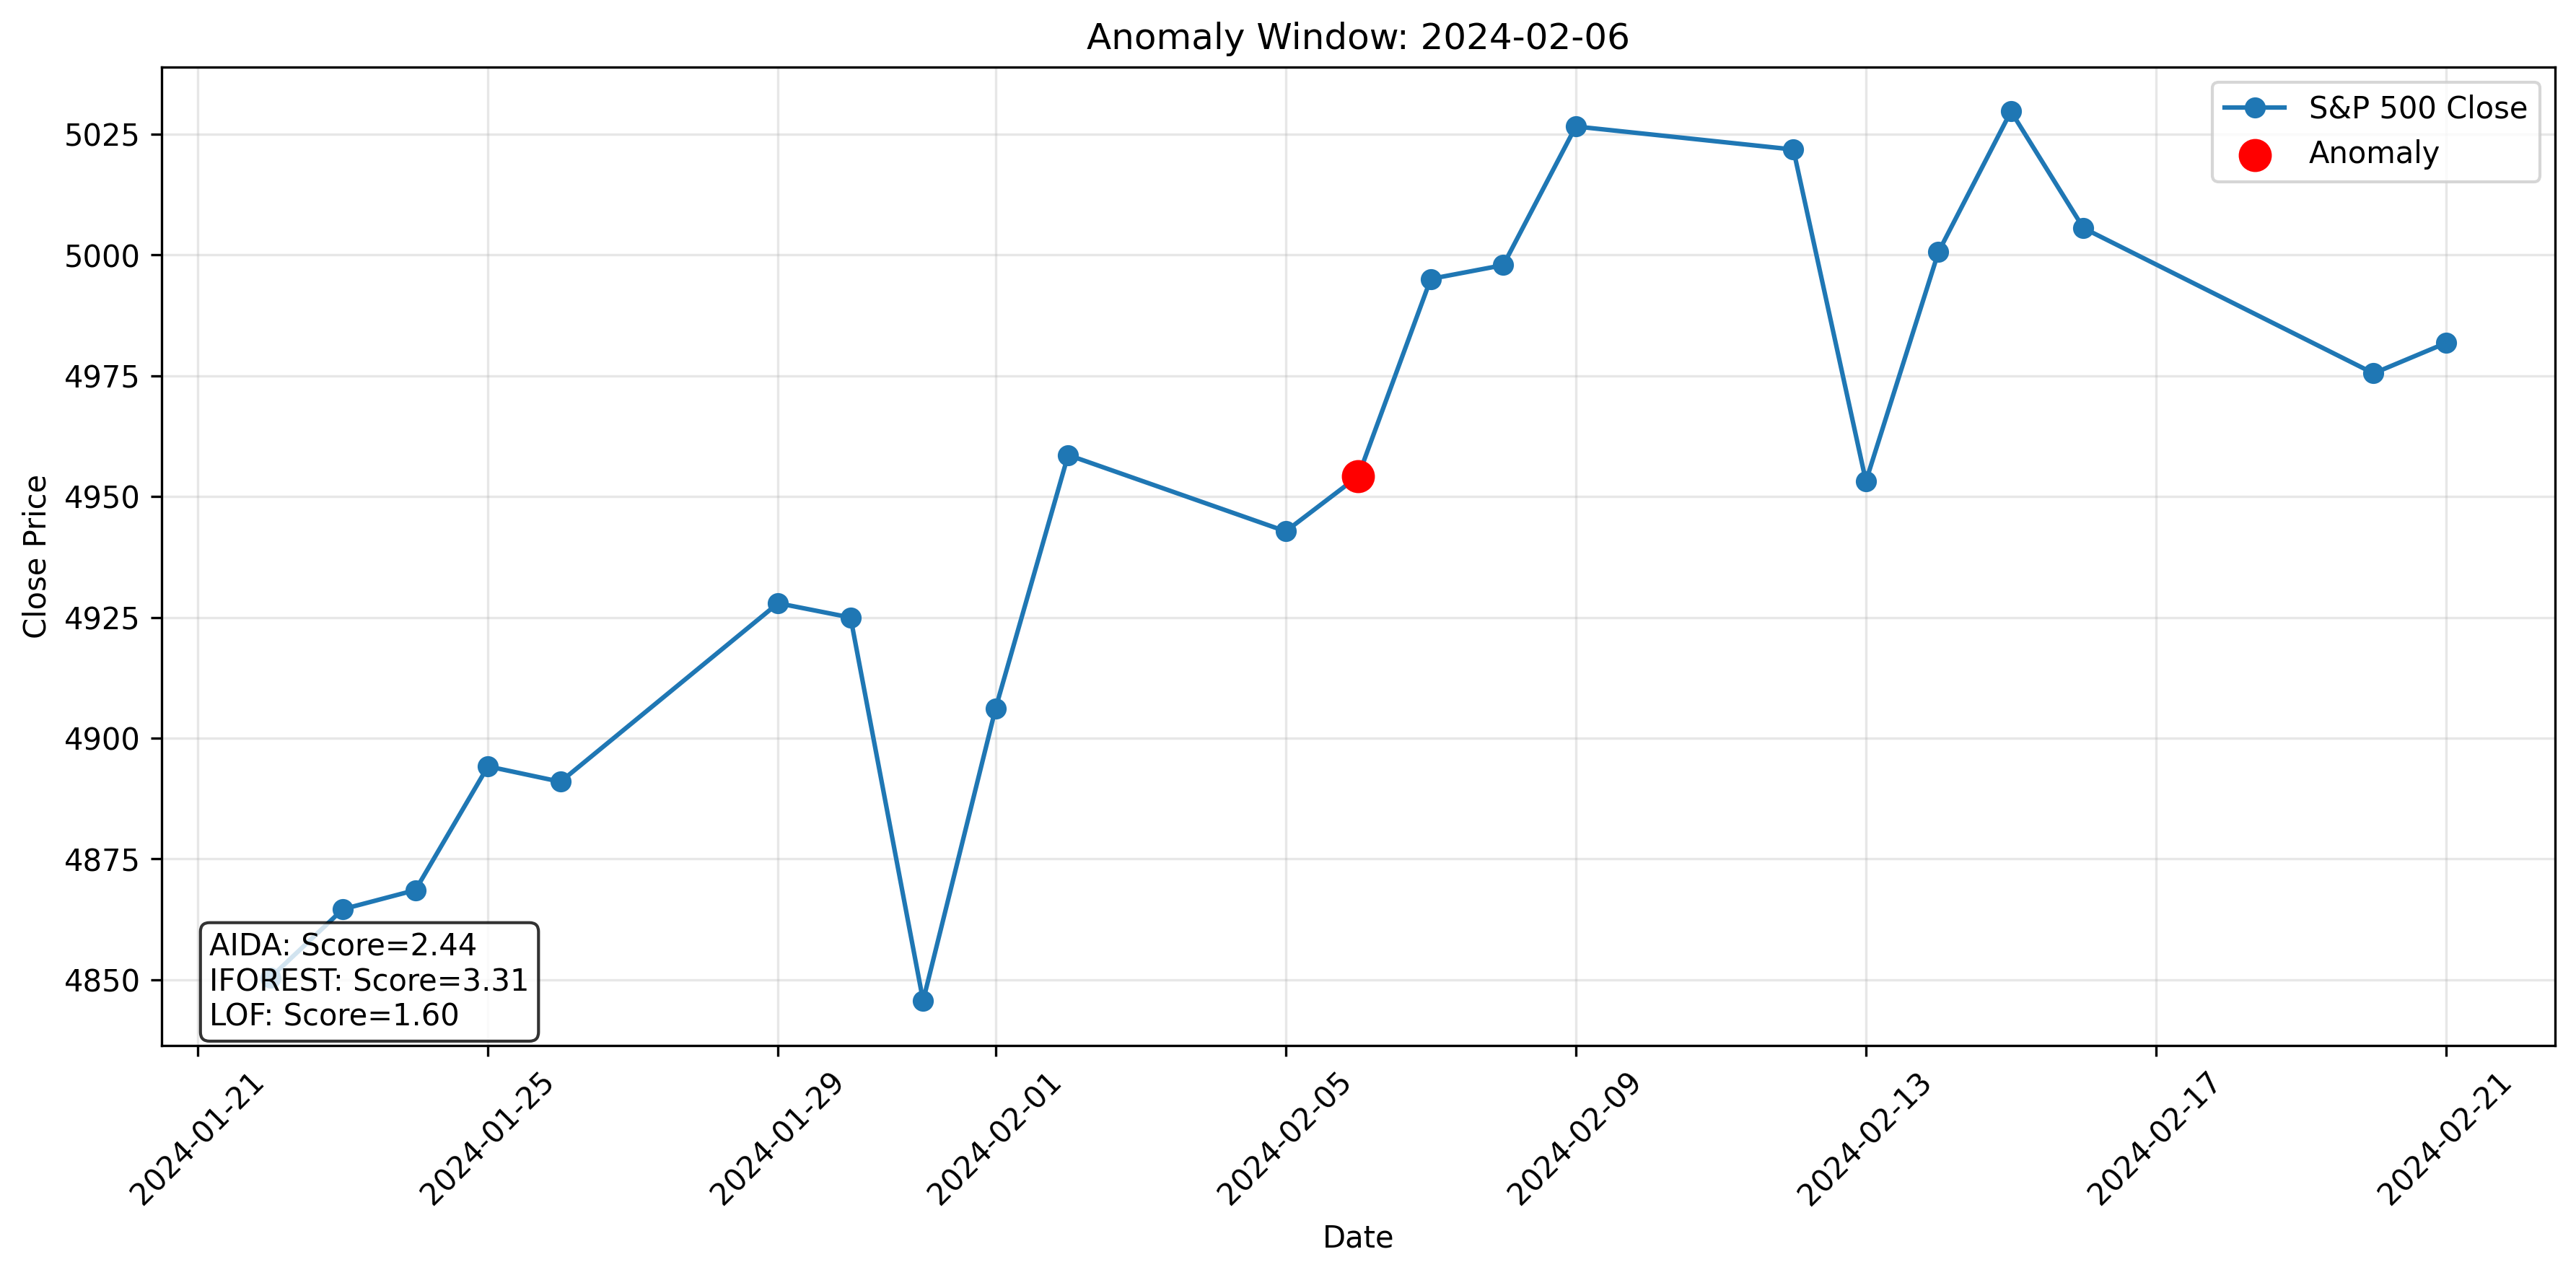 Anomaly Window: 2024-02-06
S&P 500 Close
Anomaly
Close Price
5025
5000
4975
4950
4925
4900
4875
4850
AIDA: Score=2.44
IFOREST: Score=3.31
LOF: Score=1.60
2024-01-21
2024-01-25
2024-01-29
2024-02-01
2024-02-05
2024-02-09
2024-02-13
2024-02-17
2024-02-21
Date